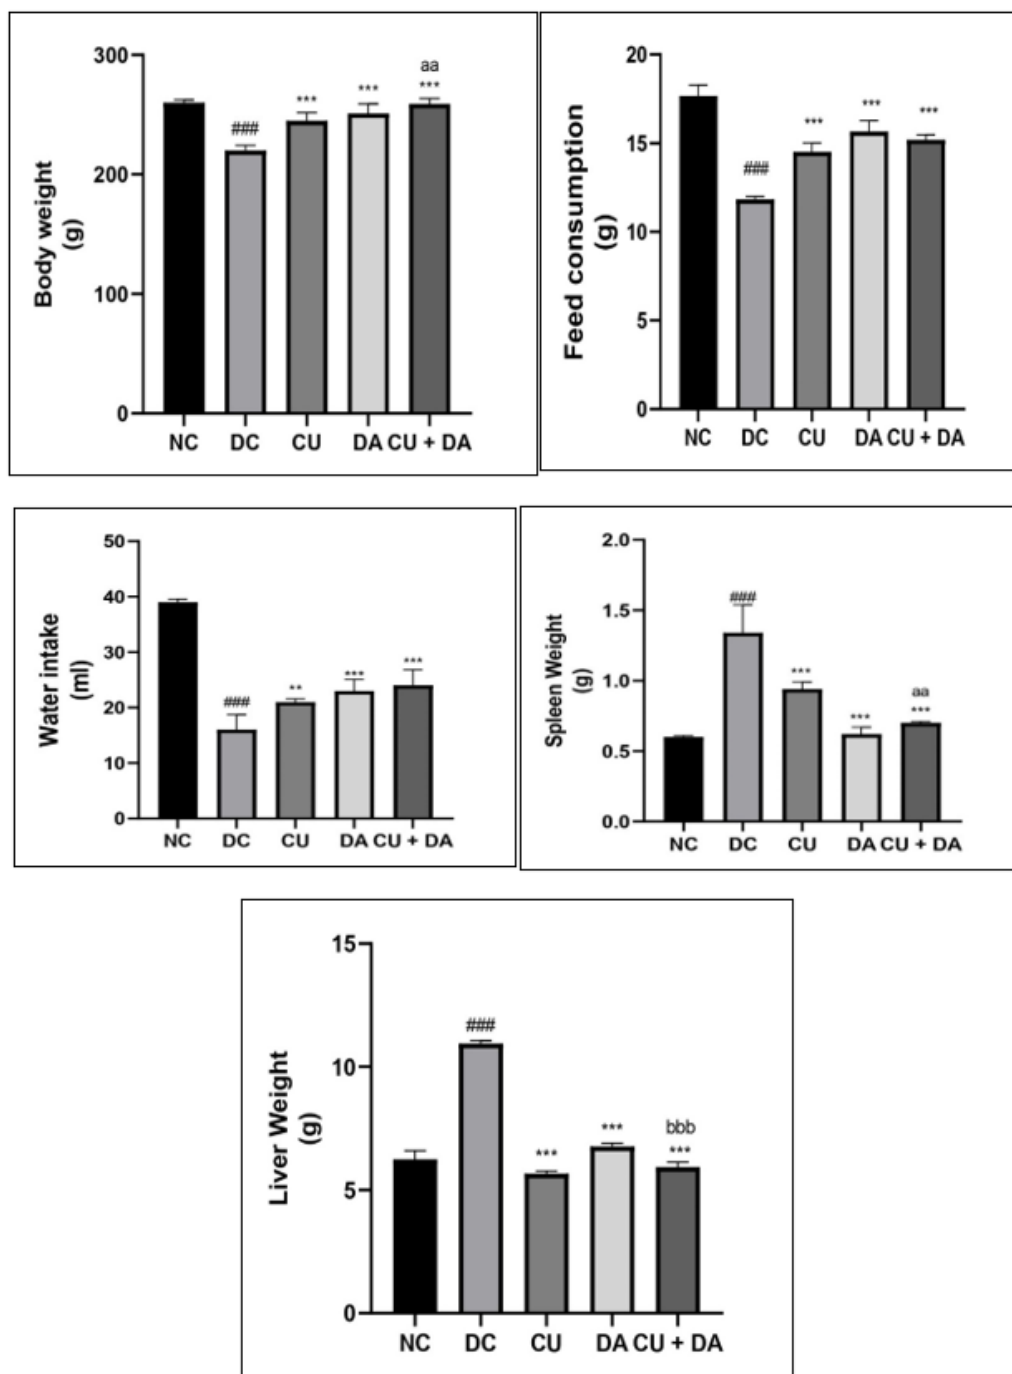 Body weight
(g)
300
200
100
0
###
***
***
aa
***
NC DC CU DA CU + DA
Feed consumption
(g)
20
15
10
5
0
###
***
***
***
NC DC CU DA CU + DA
Water intake
(ml)
50
40
30
20
10
0
###
**
***
***
NC DC CU DA CU + DA
Spleen Weight
(g)
2.0
1.5
1.0
0.5
0.0
###
***
***
aa
***
NC DC CU DA CU + DA
Liver Weight
(g)
15
10
5
0
###
***
***
bbb
***
NC DC CU DA CU + DA